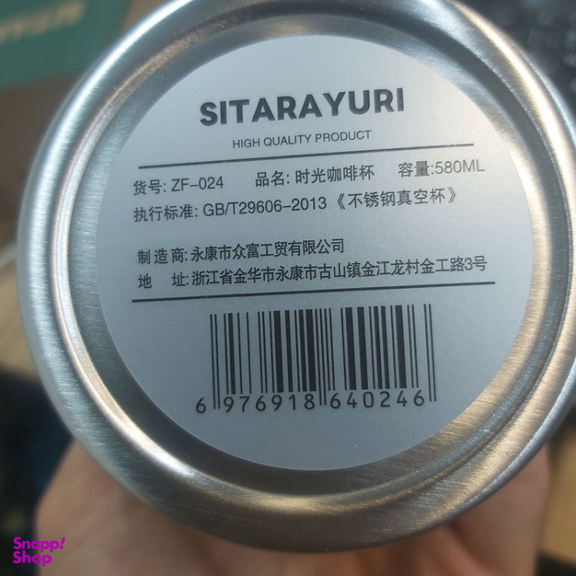 SITARAYURI
HIGH QUALITY PRODUCT
货号: ZF-024 品名: 时光咖啡杯 容量:580ML
执行标准: GB/T29606-2013《不锈钢真空杯》
制造商: 永康市众富工贸有限公司
地 址: 浙江省金华市永康市古山镇金江龙村金工路3号
6 976918 640246
Snapp!
Shop